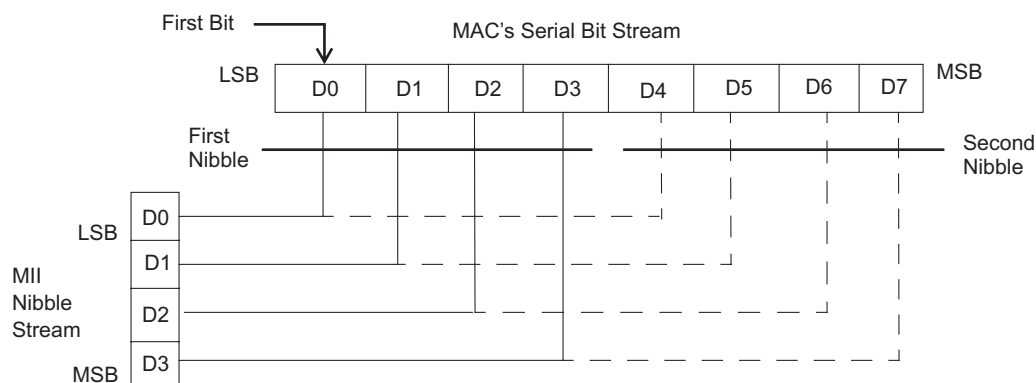 First Bit
MAC's Serial Bit Stream
LSB
D0 D1 D2 D3 D4 D5 D6 D7
MSB
First
Nibble
Second
Nibble
LSB
D0
D1
MII
Nibble
Stream
D2
D3
MSB